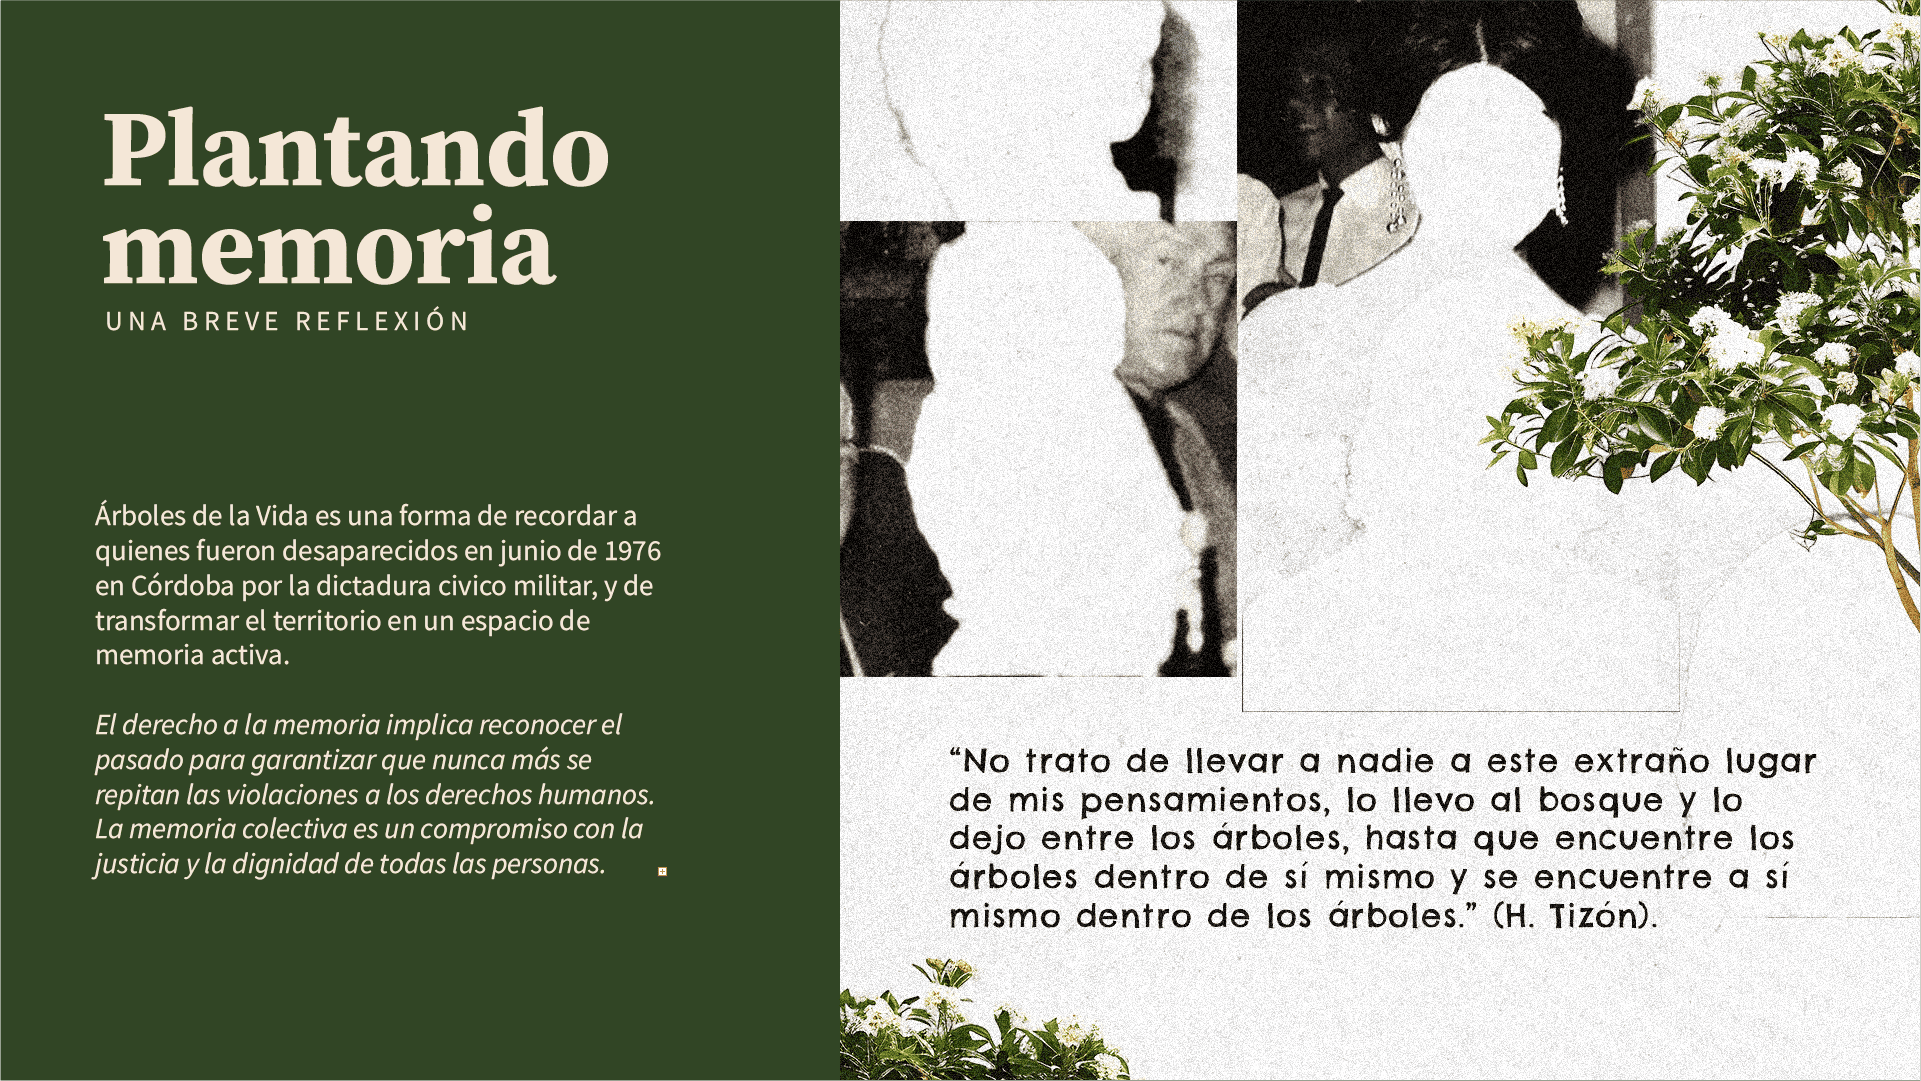 Plantando
memoria
UNA BREVE REFLEXIÓN
Árboles de la Vida es una forma de recordar a
quienes fueron desaparecidos en junio de 1976
en Córdoba por la dictadura civico militar, y de
transformar el territorio en un espacio de
memoria activa.
El derecho a la memoria implica reconocer el
pasado para garantizar que nunca más se
repitan las violaciones a los derechos humanos.
La memoria colectiva es un compromiso con la
justicia y la dignidad de todas las personas.
“No trato de llevar a nadie a este extraño lugar
de mis pensamientos, lo llevo al bosque y lo
dejo entre los árboles, hasta que encuentre los
árboles dentro de sí mismo y se encuentre a sí
mismo dentro de los árboles.” (H. Tizón).